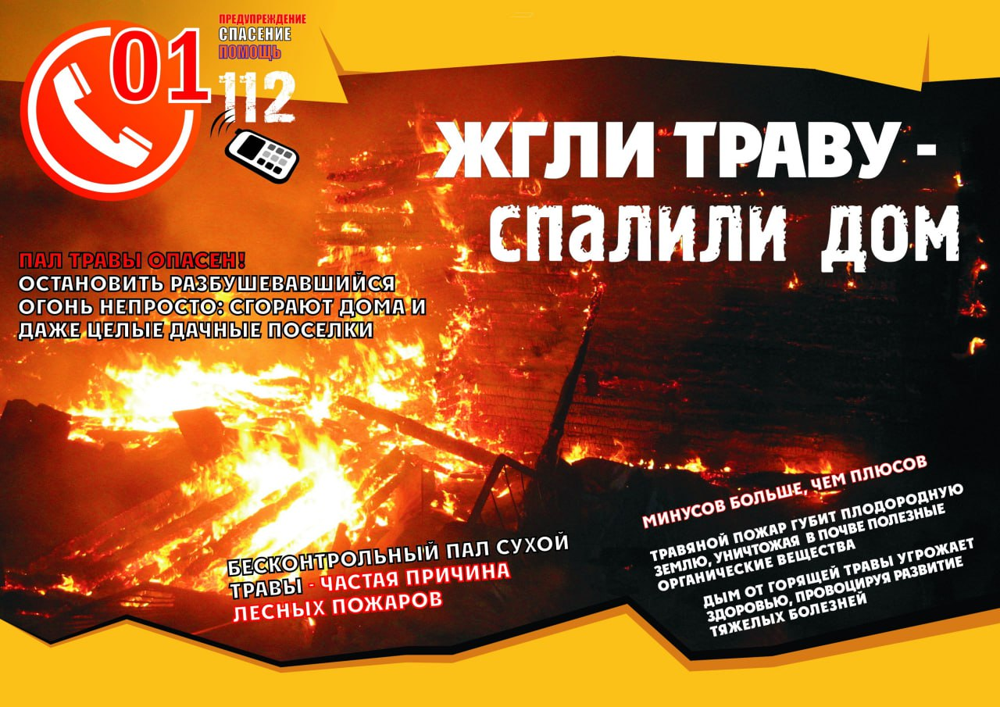 01
ПРЕДУПРЕЖДЕНИЕ
СПАСЕНИЕ
ПОМОЩЬ
112
ЖГЛИ ТРАВУ -
СПАЛИЛИ ДОМ
ПАЛ ТРАВЫ ОПАСЕН!
ОСТАНОВИТЬ РАЗБУШЕВАВШИЙСЯ
ОГОНЬ НЕПРОСТО: СГОРАЮТ ДОМА И
ДАЖЕ ЦЕЛЫЕ ДАЧНЫЕ ПОСЕЛКИ
БЕСКОНТРОЛЬНЫЙ ПАЛ СУХОЙ
ТРАВЫ - ЧАСТАЯ ПРИЧИНА
ЛЕСНЫХ ПОЖАРОВ
МИНУСОВ БОЛЬШЕ, ЧЕМ ПЛЮСОВ
ТРАВЯНОЙ ПОЖАР ГУБИТ ПЛОДОРОДНУЮ
ЗЕМЛЮ, УНИЧТОЖАЯ В ПОЧВЕ ПОЛЕЗНЫЕ
ОРГАНИЧЕСКИЕ ВЕЩЕСТВА
ДЫМ ОТ ГОРЯЩЕЙ ТРАВЫ УГРОЖАЕТ
ЗДОРОВЬЮ, ПРОВОЦИРУЯ РАЗВИТИЕ
ТЯЖЕЛЫХ БОЛЕЗНЕЙ